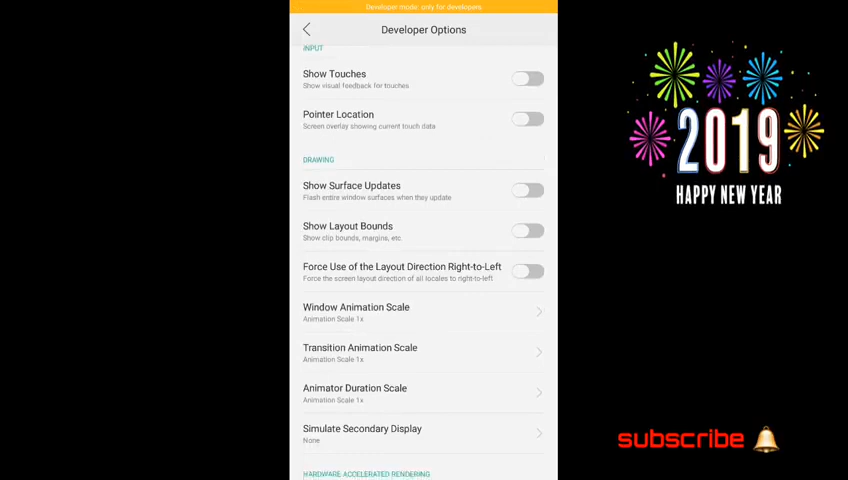 Developer mode: only for developers
Developer Options
INPUT
Show Touches
Show visual feedback for touches
Pointer Location
Screen overlay showing current touch data
DRAWING
Show Surface Updates
Flash entire window surfaces when they update
Show Layout Bounds
Show clip bounds, margins, etc.
Force Use of the Layout Direction Right-to-Left
Force the screen layout direction of all locales to right-to-left
Window Animation Scale
Animation Scale 1x
Transition Animation Scale
Animation Scale 1x
Animator Duration Scale
Animation Scale 1x
Simulate Secondary Display
None
HARDWARE ACCELERATED RENDERING
2019
HAPPY NEW YEAR
subscribe